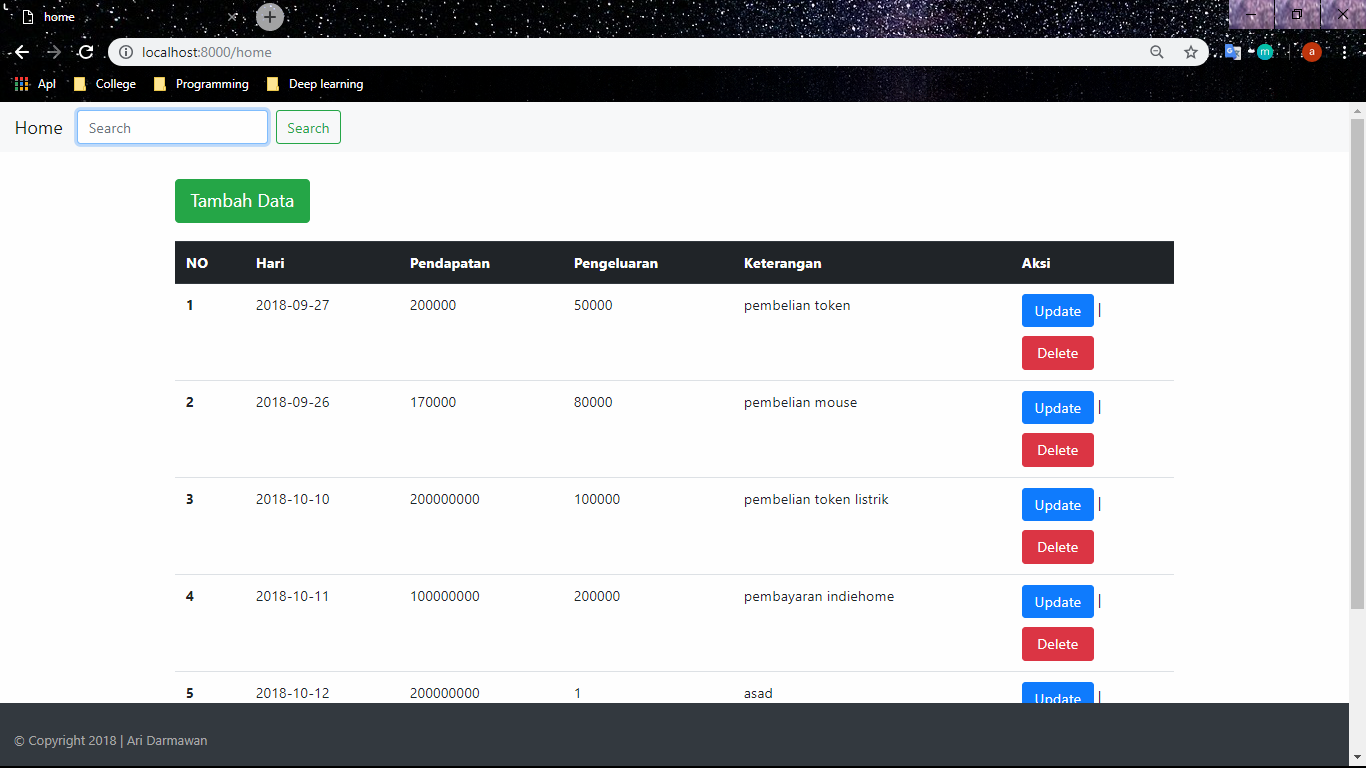 home
localhost:8000/home
a
m
Apl College Programming Deep learning
Home Search Search
Tambah Data
NO Hari Pendapatan Pengeluaran Keterangan Aksi
1 2018-09-27 200000 50000 pembelian token Update |
Delete
2 2018-09-26 170000 80000 pembelian mouse Update |
Delete
3 2018-10-10 200000000 100000 pembelian token listrik Update |
Delete
4 2018-10-11 100000000 200000 pembayaran indiehome Update |
Delete
5 2018-10-12 200000000 1 asad Update |
© Copyright 2018 | Ari Darmawan